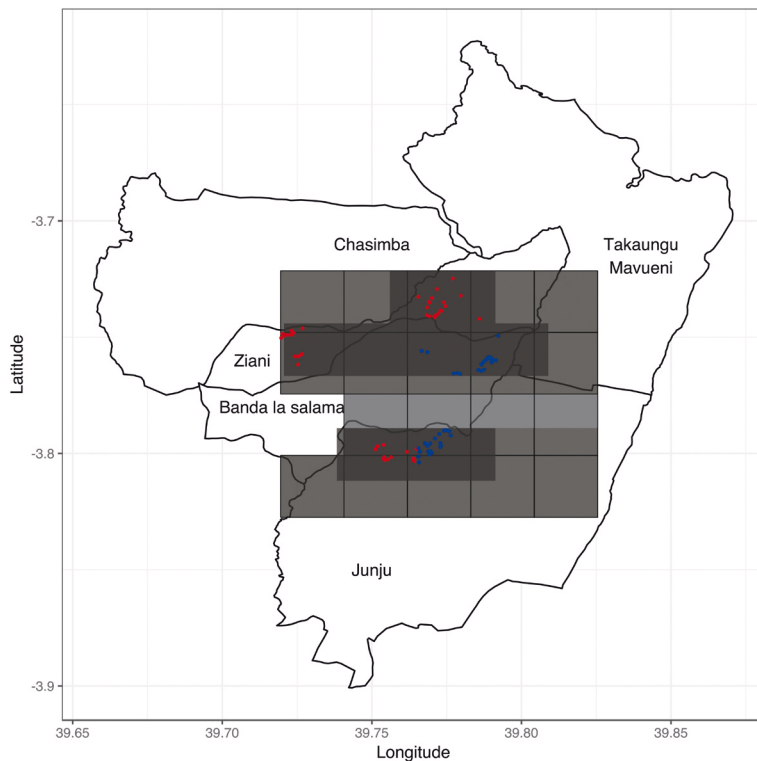 Chasimba
Takaungu
Mavueni
Ziani
Banda la salama
Junju
-3.7
-3.8
-3.9
Latitude
39.65
39.70
39.75
39.80
39.85
Longitude